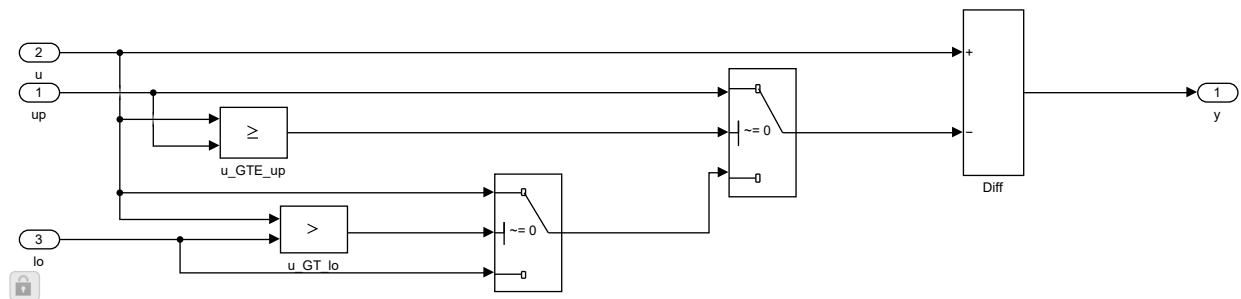 2
u
1
up
≥
u_GTE_up
3
lo
>
u_GT_lo
~= 0
~= 0
+
−
Diff
1
y